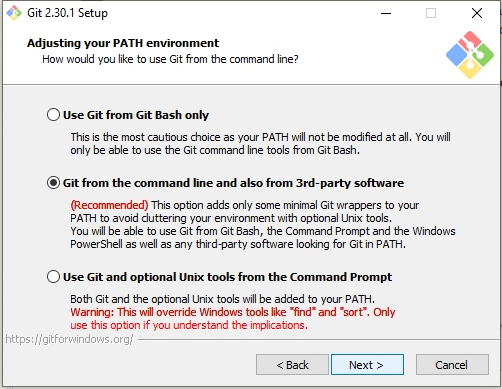 Git 2.30.1 Setup
Adjusting your PATH environment
How would you like to use Git from the command line?
Use Git from Git Bash only
This is the most cautious choice as your PATH will not be modified at all. You will
only be able to use the Git command line tools from Git Bash.
Git from the command line and also from 3rd-party software
(Recommended) This option adds only some minimal Git wrappers to your
PATH to avoid cluttering your environment with optional Unix tools.
You will be able to use Git from Git Bash, the Command Prompt and the Windows
PowerShell as well as any third-party software looking for Git in PATH.
Use Git and optional Unix tools from the Command Prompt
Both Git and the optional Unix tools will be added to your PATH.
Warning: This will override Windows tools like "find" and "sort". Only
use this option if you understand the implications.
https://gitforwindows.org/
< Back
Next >
Cancel